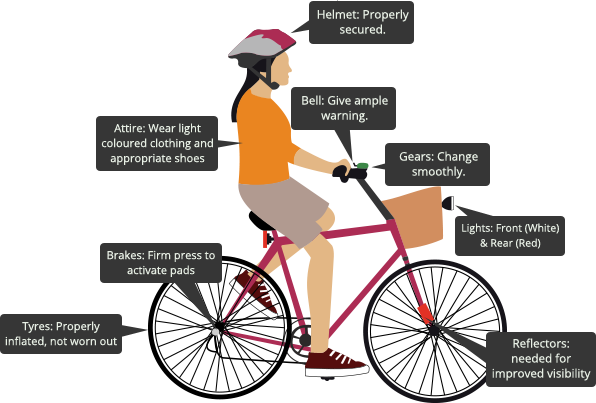 Helmet: Properly
secured.
Bell: Give ample
warning.
Attire: Wear light
coloured clothing and
appropriate shoes
Gears: Change
smoothly.
Lights: Front (White)
& Rear (Red)
Brakes: Firm press to
activate pads
Tyres: Properly
inflated, not worn out
Reflectors:
needed for
improved visibility